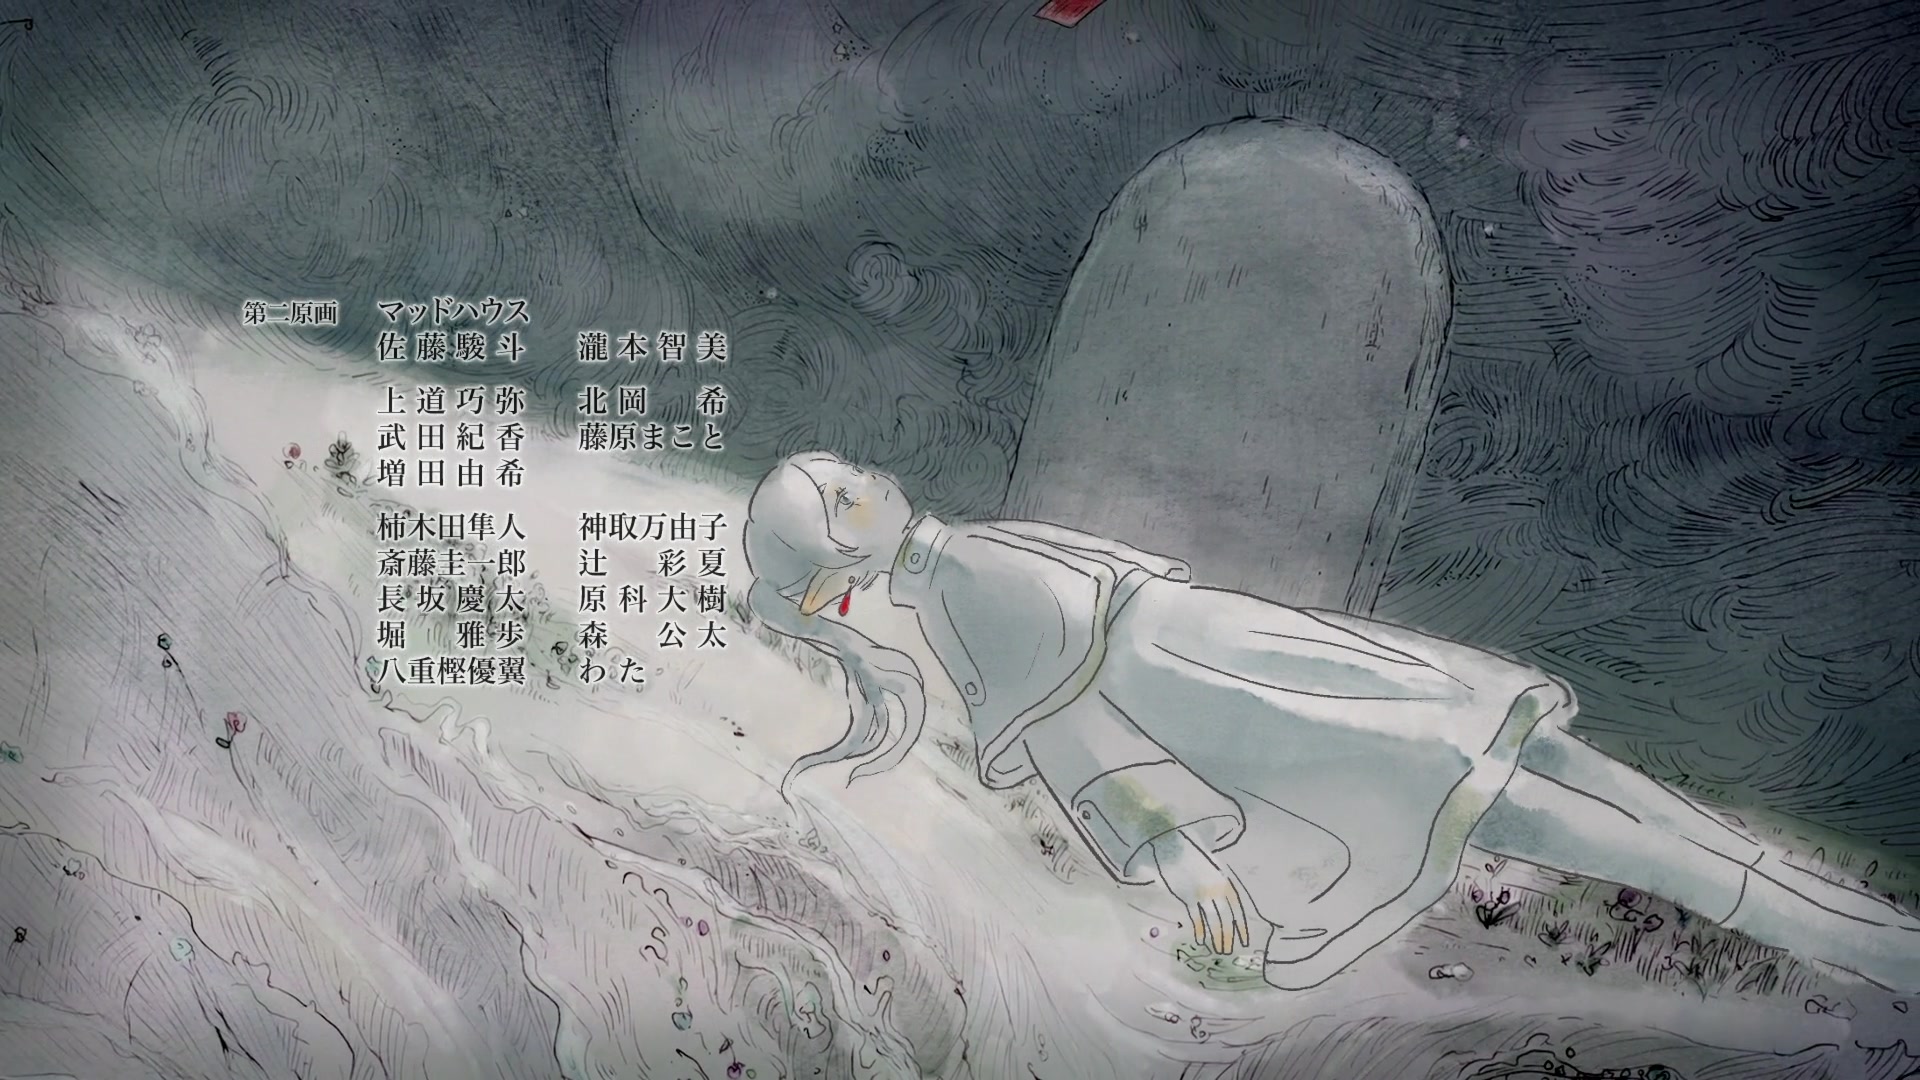 第二原画 マッドハウス
佐藤駿斗 瀧本智美
上道巧弥 北岡 希
武田紀香 藤原まこと
増田由希
柿木田隼人 神取万由子
斎藤圭一郎 辻 彩夏
長坂慶太 原科大樹
堀 雅歩 森 公太
八重樫優翼 わた